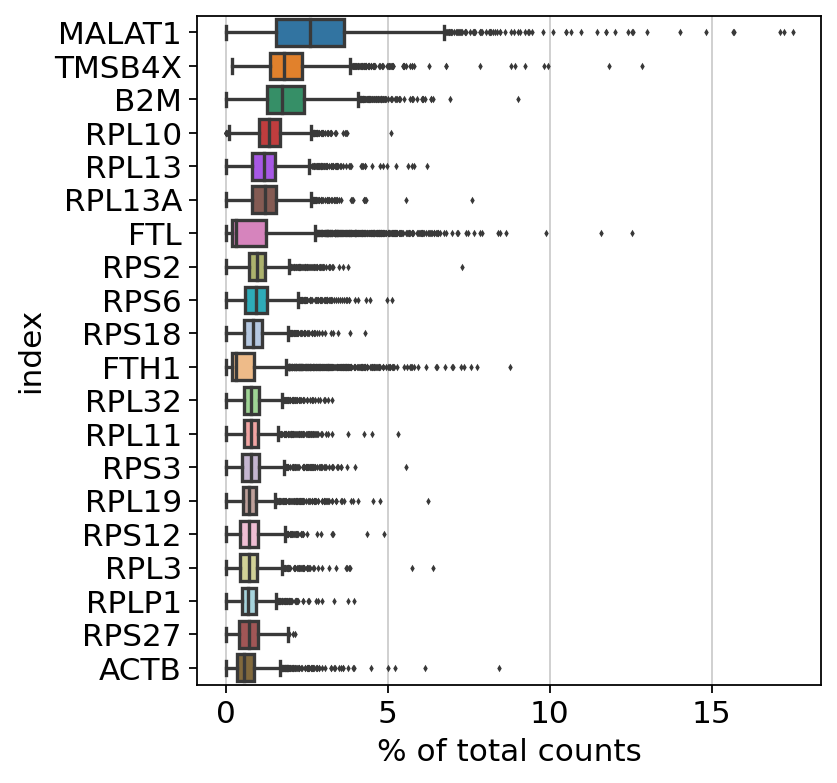 MALAT1
TMSB4X
B2M
RPL10
RPL13
RPL13A
FTL
RPS2
RPS6
RPS18
FTH1
RPL32
RPL11
RPS3
RPL19
RPS12
RPL3
RPLP1
RPS27
ACTB
index
0 5 10 15
% of total counts